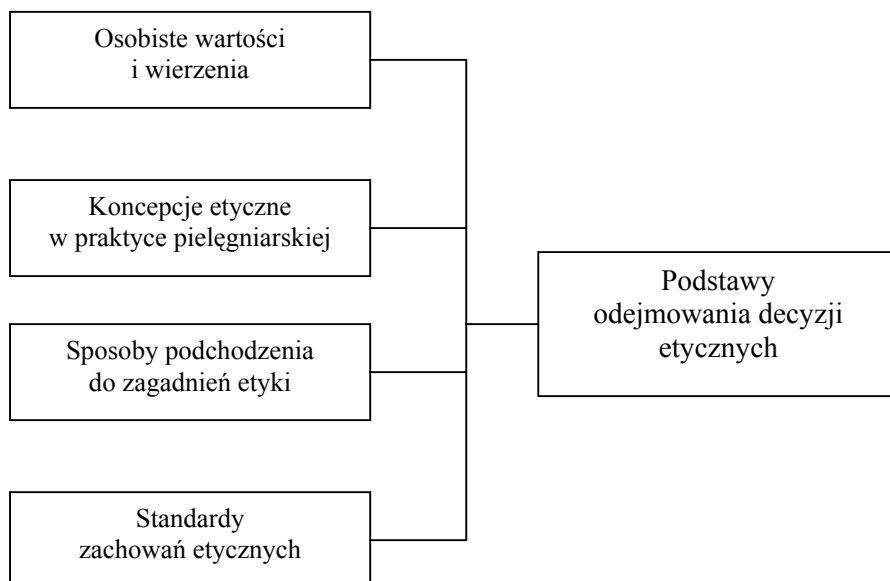 Osobiste wartości
i wierzenia
Koncepcje etyczne
w praktyce pielęgniarskiej
Sposoby podchodzenia
do zagadnień etyki
Standardy
zachowań etycznych
Podstawy
odejmowania decyzji
etycznych